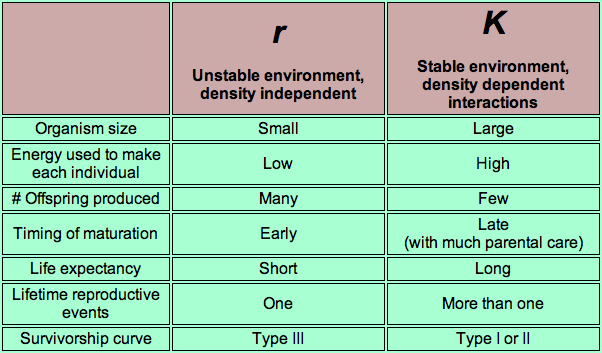 r
K
Unstable environment,
density independent
Stable environment,
density dependent
interactions
Organism size
Small
Large
Energy used to make
each individual
Low
High
# Offspring produced
Many
Few
Timing of maturation
Early
Late
(with much parental care)
Life expectancy
Short
Long
Lifetime reproductive
events
One
More than one
Survivorship curve
Type III
Type I or II